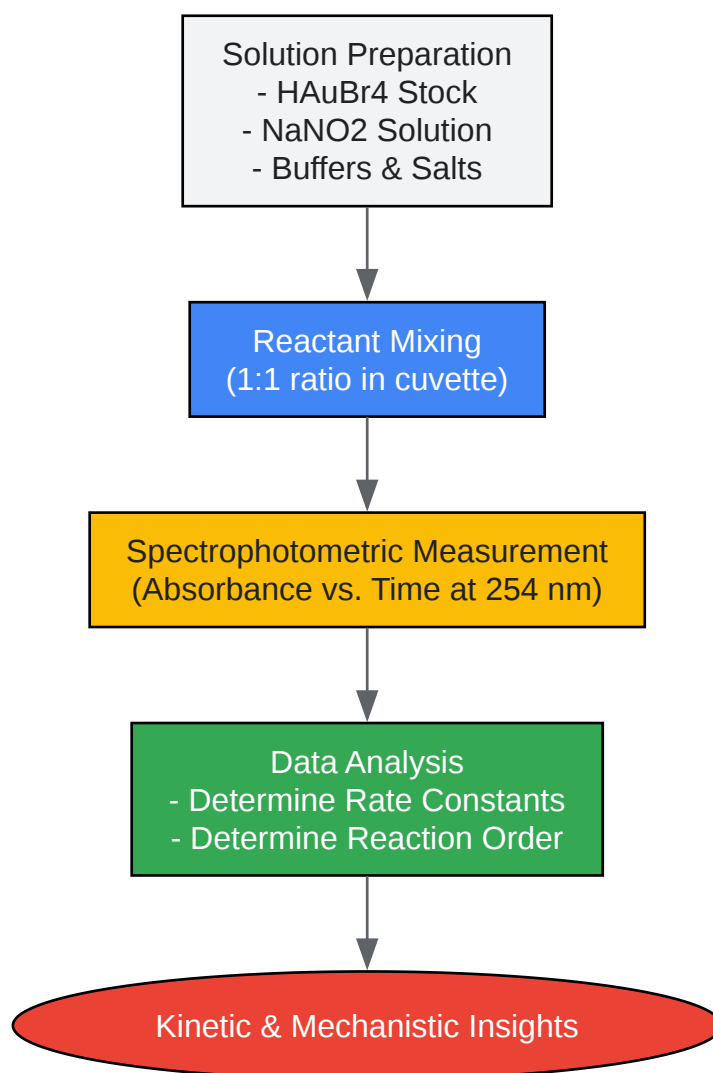 Solution Preparation
- HAuBr4 Stock
- NaNO2 Solution
- Buffers & Salts
Reactant Mixing
(1:1 ratio in cuvette)
Spectrophotometric Measurement
(Absorbance vs. Time at 254 nm)
Data Analysis
- Determine Rate Constants
- Determine Reaction Order
Kinetic & Mechanistic Insights